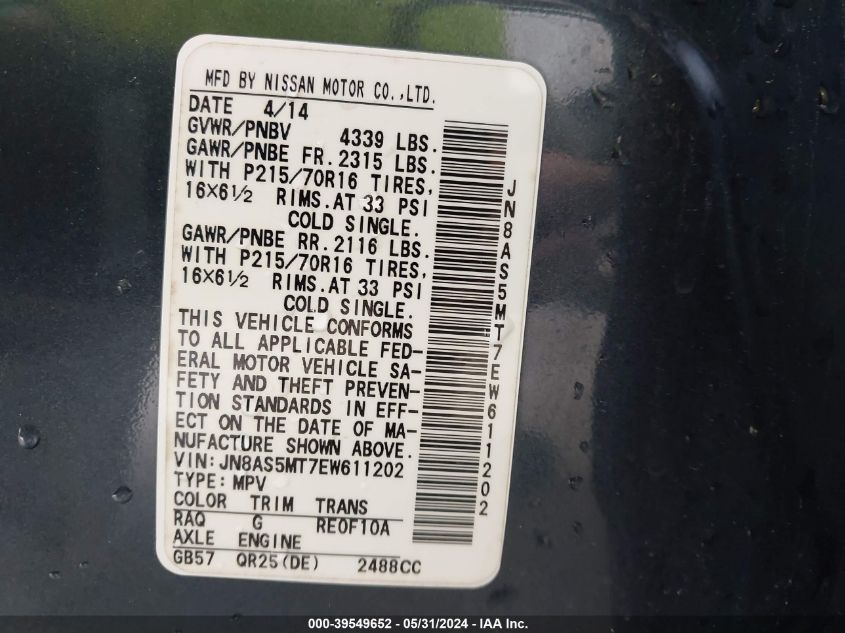 MFD BY NISSAN MOTOR CO.,LTD.
DATE 4/14
GVWR/PNBV 4339 LBS.
GAWR/PNBE FR. 2315 LBS.
WITH P215/70R16 TIRES,
16X6½ RIMS. AT 33 PSI
COLD SINGLE.
GAWR/PNBE RR. 2116 LBS.
WITH P215/70R16 TIRES,
16X6½ RIMS. AT 33 PSI
COLD SINGLE.
THIS VEHICLE CONFORMS
TO ALL APPLICABLE FED-
ERAL MOTOR VEHICLE SA-
FETY AND THEFT PREVEN-
TION STANDARDS IN EFF-
ECT ON THE DATE OF MA-
NUFACTURE SHOWN ABOVE.
VIN: JN8AS5MT7EW611202
TYPE: MPV
COLOR TRIM TRANS
RAQ G RE0F10A
AXLE ENGINE
GB57 QR25(DE) 2488CC
JN8AS5MT7EW611202
000-39549652 - 05/31/2024 - IAA Inc.